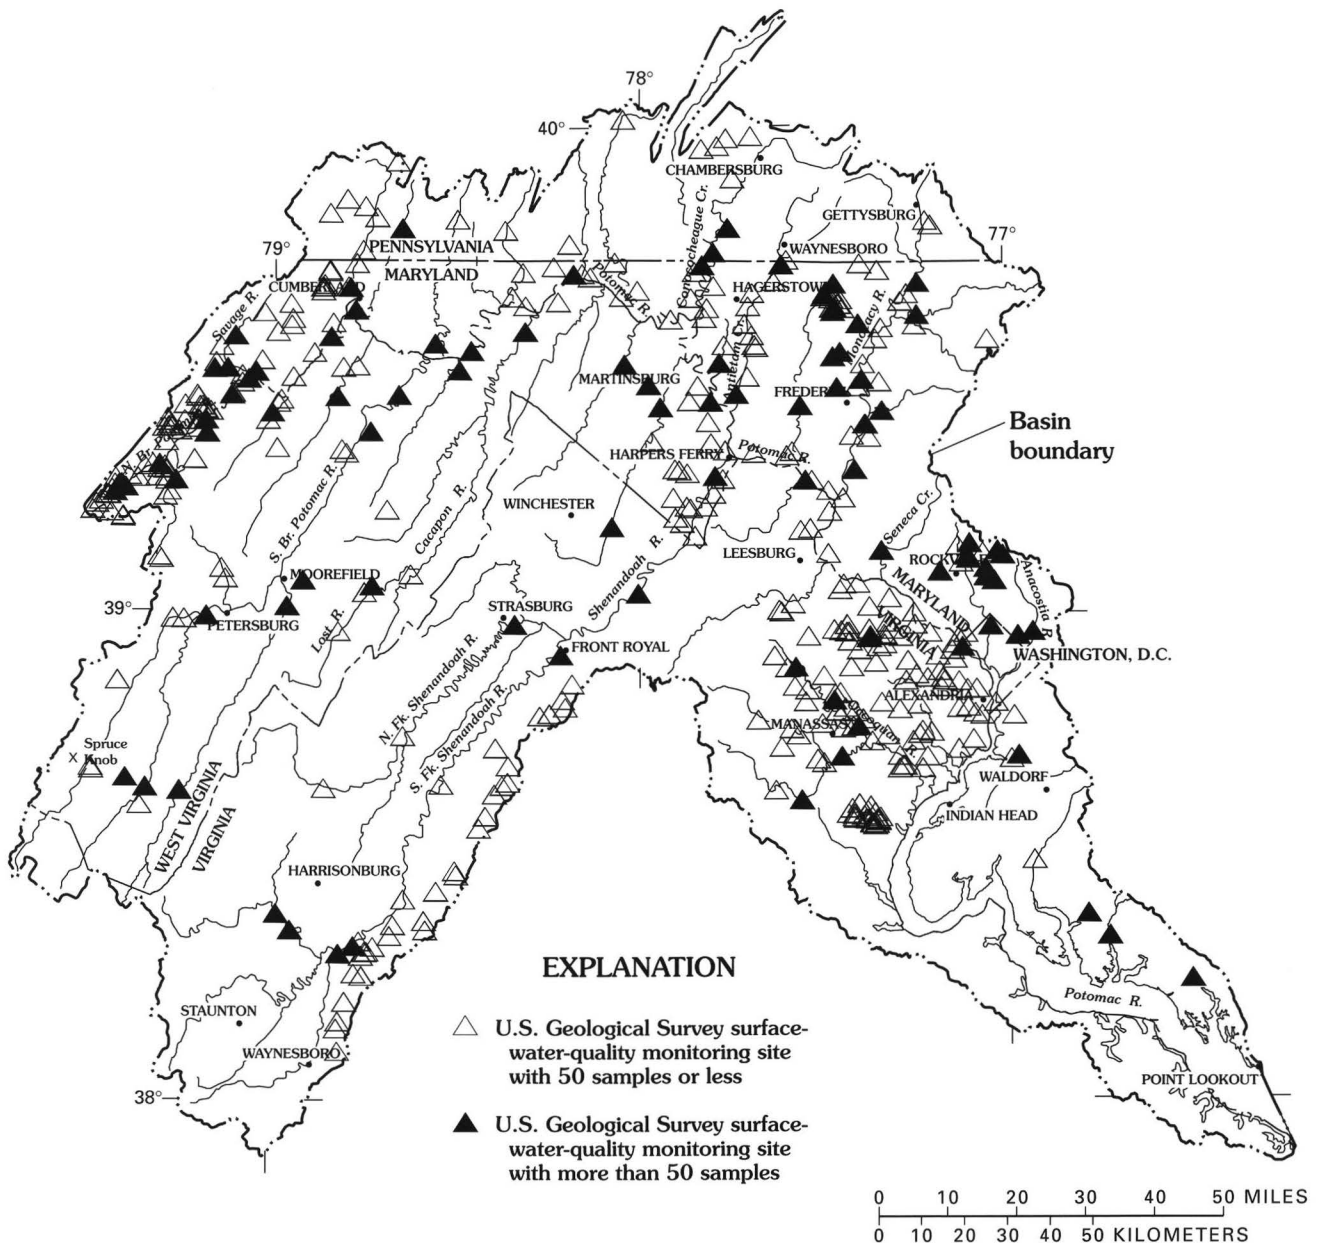 78°
40°
CHAMBERSBURG
Conococheague Cr.
GETTYSBURG
77°
79°
PENNSYLVANIA
WAYNESBORO
MARYLAND
Potomac R.
CUMBERLAND
HAGERSTOWN
Savage R.
Monocacy R.
Antietam Cr.
MARTINSBURG
FREDERICK
Basin
boundary
HARPERS FERRY
Potomac R.
N. Br.
S. Br. Potomac R.
Cacapon R.
WINCHESTER
Seneca Cr.
Shenandoah R.
LEESBURG
ROCKVILLE
Anacostia R.
MOOREFIELD
MARYLAND
39°
STRASBURG
PETERSBURG
Lost R.
VIRGINIA
FRONT ROYAL
WASHINGTON, D.C.
N. Fk. Shenandoah R.
S. Fk. Shenandoah R.
ALEXANDRIA
MANASSAS
Occoquan R.
Spruce
X Knob
WALDORF
WEST VIRGINIA
VIRGINIA
INDIAN HEAD
HARRISONBURG
EXPLANATION
Potomac R.
STAUNTON
U.S. Geological Survey surface-
water-quality monitoring site
with 50 samples or less
WAYNESBORO
POINT LOOKOUT
38°
U.S. Geological Survey surface-
water-quality monitoring site
with more than 50 samples
0 10 20 30 40 50 MILES
0 10 20 30 40 50 KILOMETERS